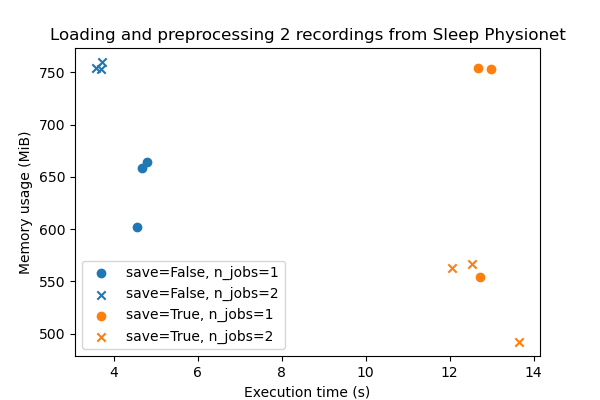 Loading and preprocessing 2 recordings from Sleep Physionet
Memory usage (MiB)
750
700
650
600
550
500
save=False, n_jobs=1
save=False, n_jobs=2
save=True, n_jobs=1
save=True, n_jobs=2
4 6 8 10 12 14
Execution time (s)